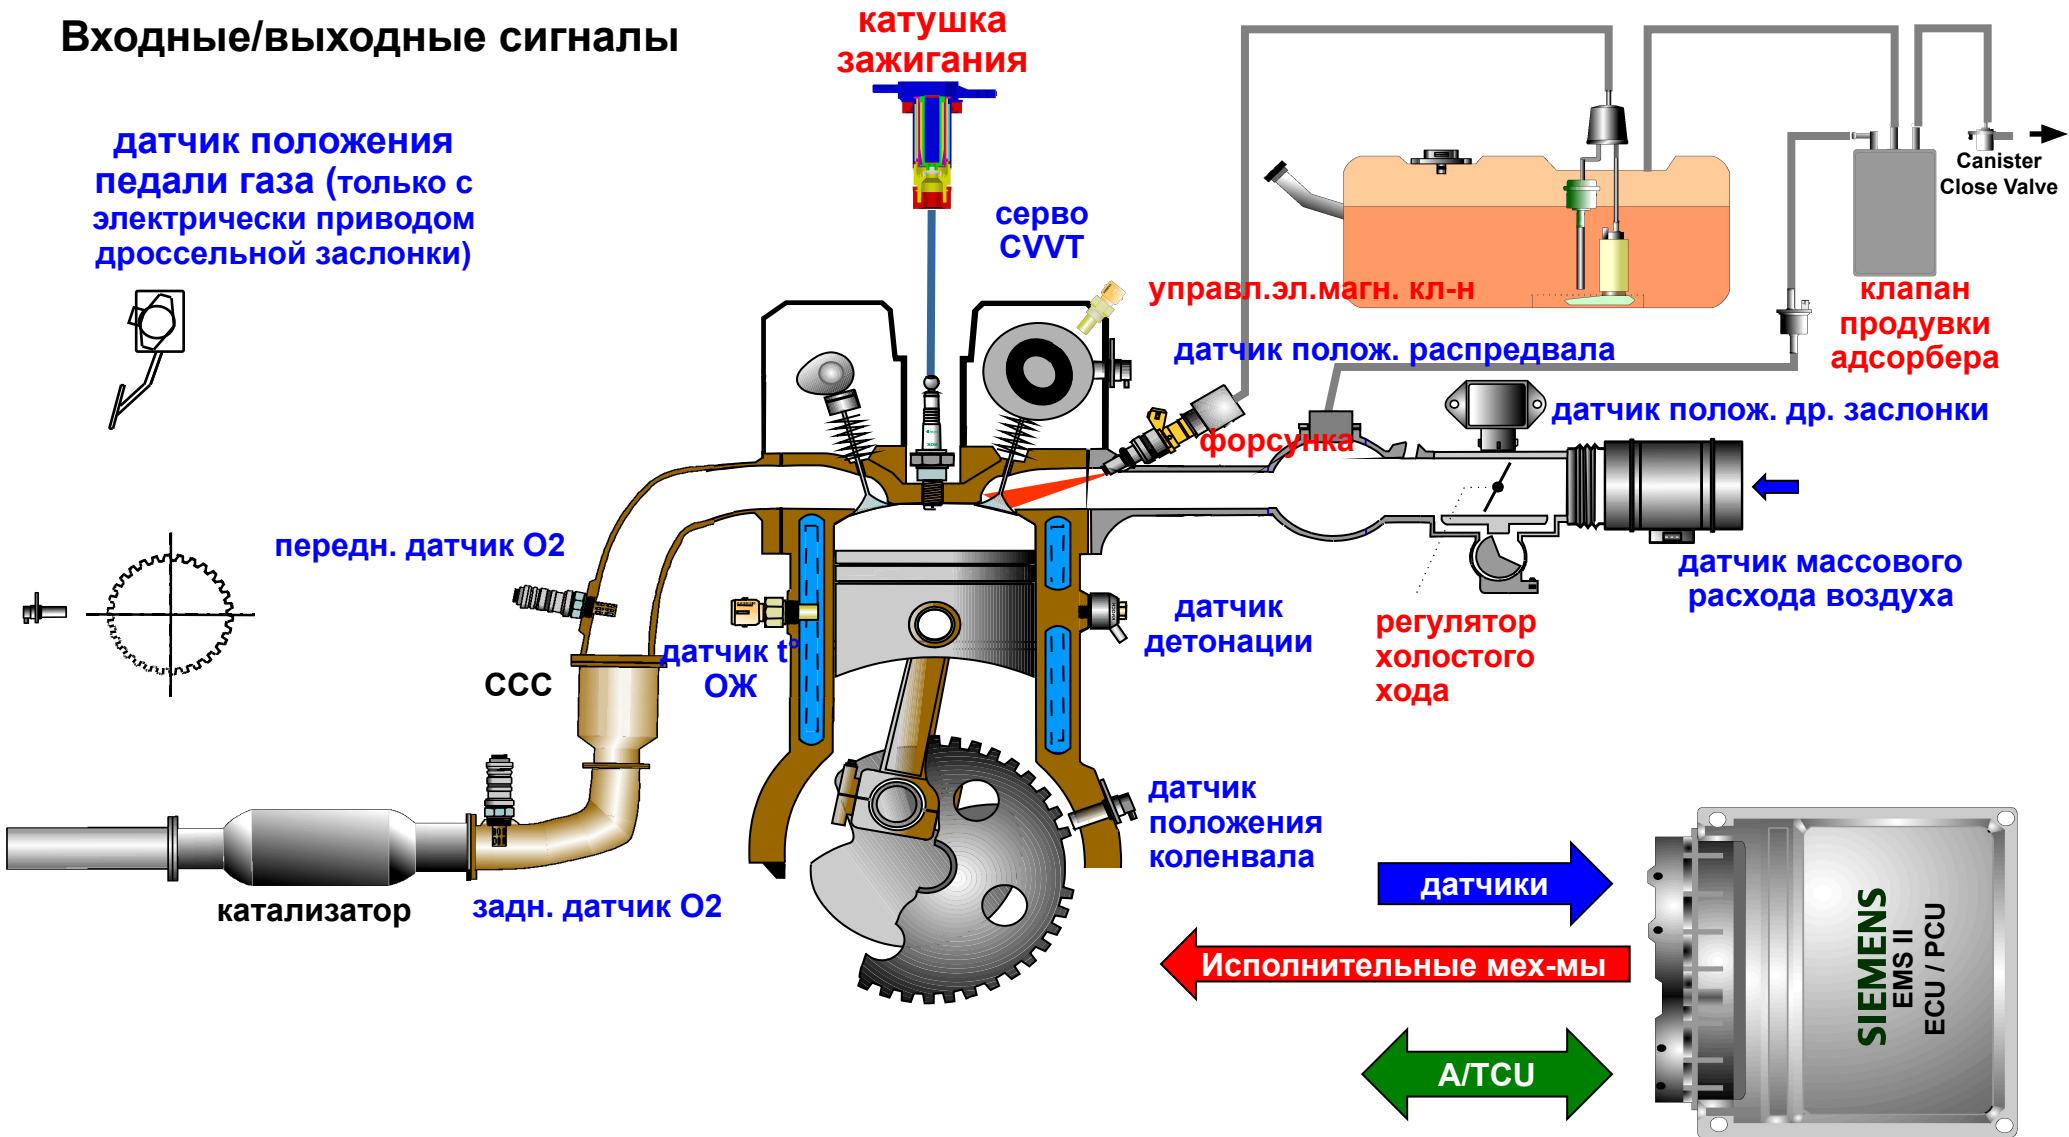 Входные/выходные сигналы
катушка
зажигания
датчик положения
педали газа (только с
электрически приводом
дроссельной заслонки)
серво
CVVT
Canister
Close Valve
управл.эл.магн. кл-н
клапан
продувки
адсорбера
датчик полож. распредвала
датчик полож. др. заслонки
форсунка
передн. датчик О2
датчик массового
расхода воздуха
датчик
детонации
регулятор
холостого
хода
датчик t°
ОЖ
ССС
датчик
положения
коленвала
катализатор
задн. датчик О2
датчики
Исполнительные мех-мы
A/TCU
SIEMENS
EMS II
ECU / PCU